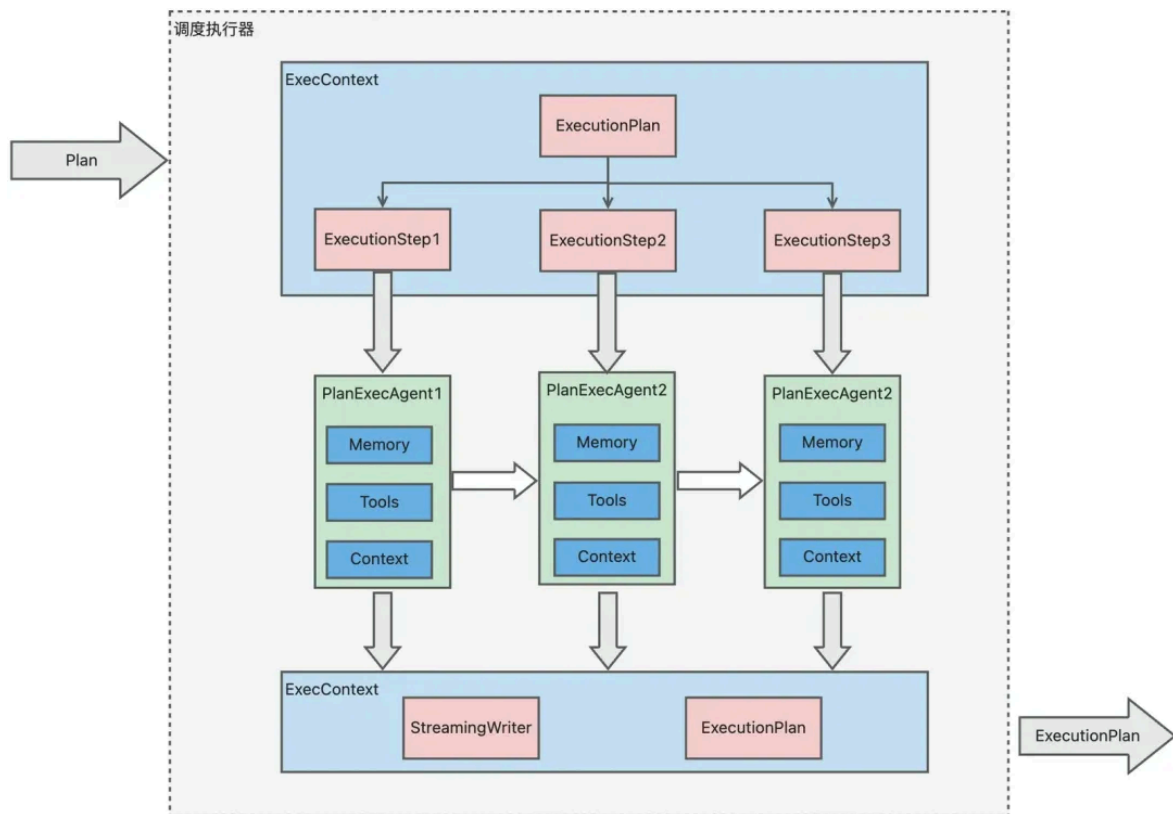 调度执行器
ExecContext
ExecutionPlan
Plan
ExecutionStep1
ExecutionStep2
ExecutionStep3
PlanExecAgent1
PlanExecAgent2
PlanExecAgent2
Memory
Memory
Memory
Tools
Tools
Tools
Context
Context
Context
ExecContext
StreamingWriter
ExecutionPlan
ExecutionPlan